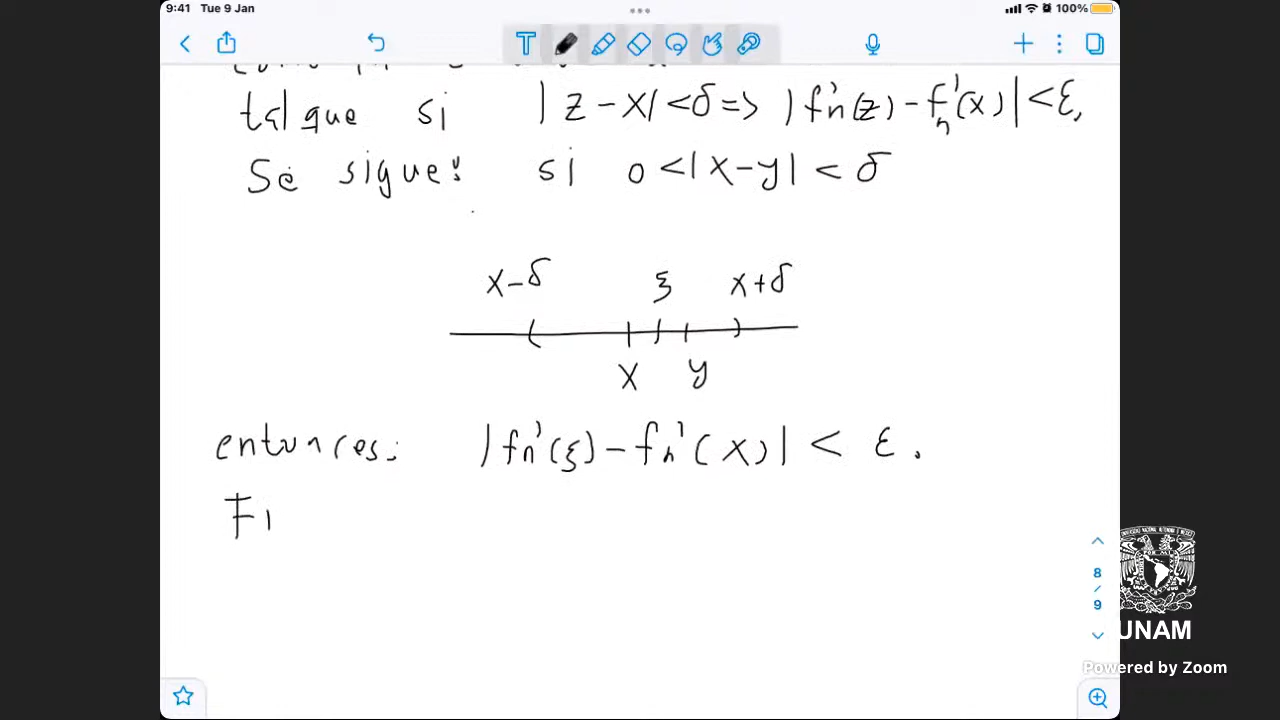 9:41 Tue 9 Jan 100%
tal que si |z - x| < δ => |fn'(z) - fn'(x)| < ε,
Se sigue: si 0 < |x - y| < δ
x - δ ξ x + δ
x y
entonces: |fn'(ξ) - fn'(x)| < ε.
8
9
UNAM
Powered by Zoom